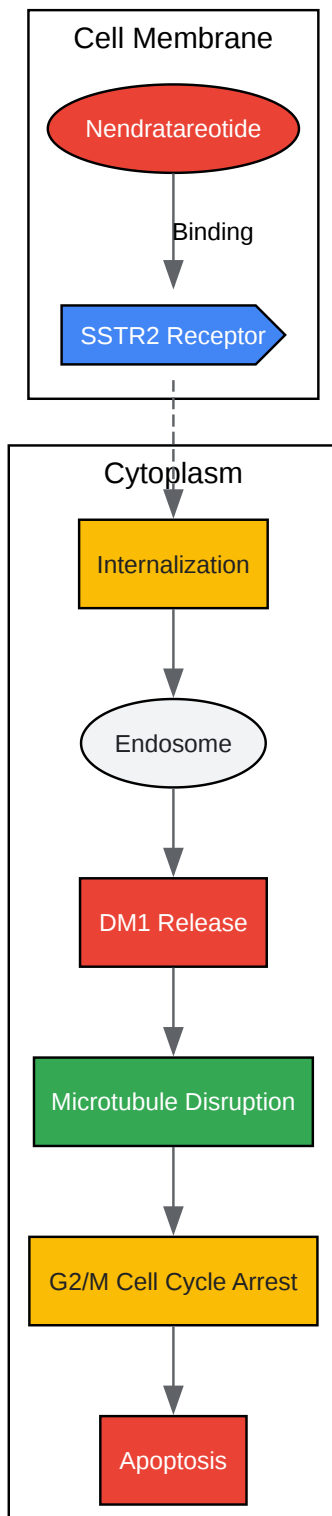 Cell Membrane
Nendratareotide
Binding
SSTR2 Receptor
Cytoplasm
Internalization
Endosome
DM1 Release
Microtubule Disruption
G2/M Cell Cycle Arrest
Apoptosis